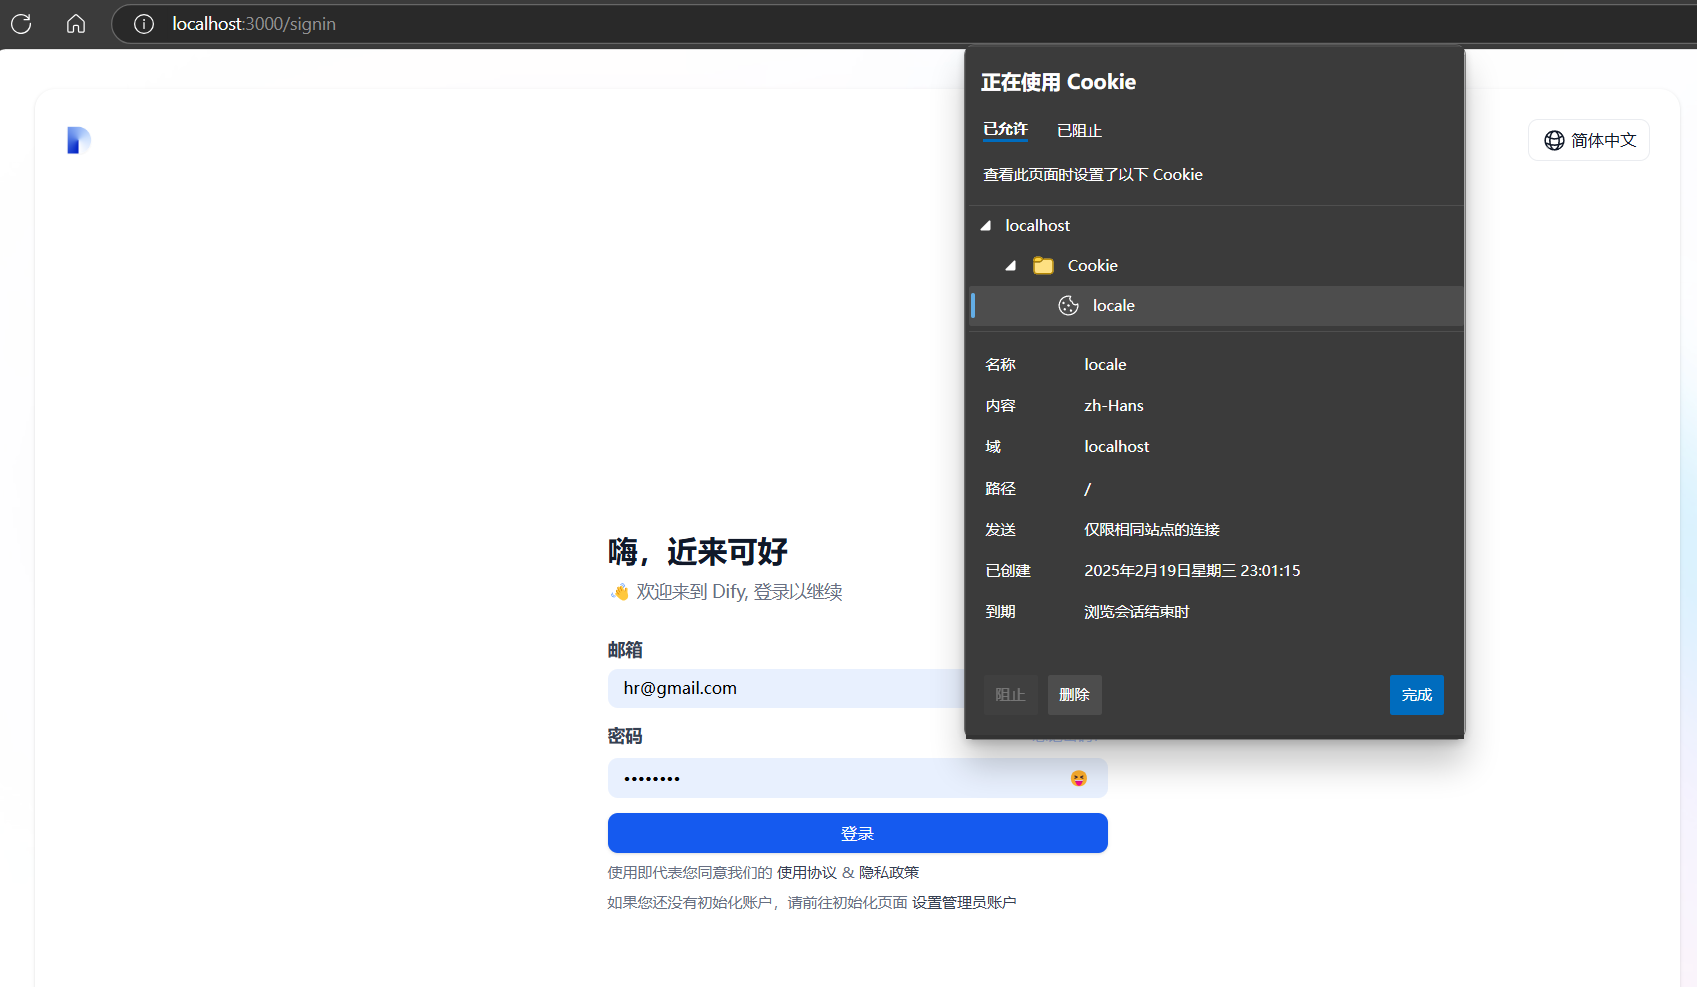 localhost:3000/signin
正在使用 Cookie
已允许 已阻止
查看此页面时设置了以下 Cookie
localhost
Cookie
locale
名称 locale
内容 zh-Hans
域 localhost
路径 /
发送 仅限相同站点的连接
已创建 2025年2月19日星期三 23:01:15
到期 浏览会话结束时
阻止 删除 完成
简体中文
嗨，近来可好
👋 欢迎来到 Dify, 登录以继续
邮箱
hr@gmail.com
密码
••••••••
登录
使用即代表您同意我们的 使用协议 & 隐私政策
如果您还没有初始化账户，请前往初始化页面 设置管理员账户